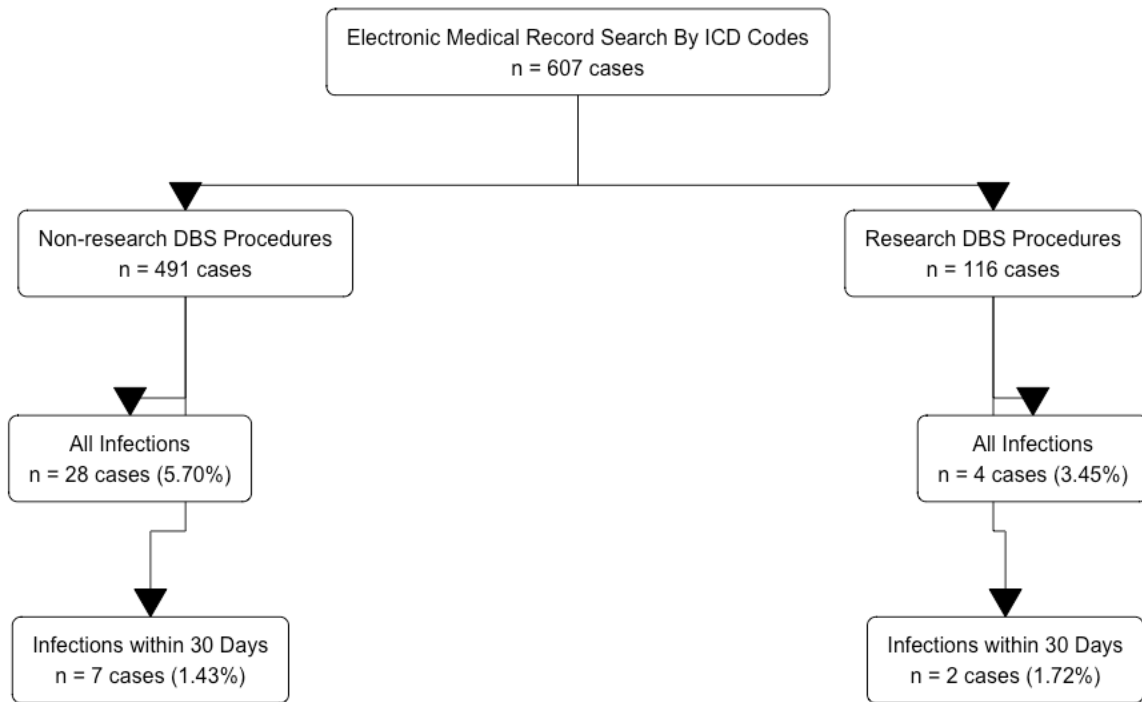 Electronic Medical Record Search By ICD Codes
n = 607 cases
Non-research DBS Procedures
n = 491 cases
Research DBS Procedures
n = 116 cases
All Infections
n = 28 cases (5.70%)
All Infections
n = 4 cases (3.45%)
Infections within 30 Days
n = 7 cases (1.43%)
Infections within 30 Days
n = 2 cases (1.72%)